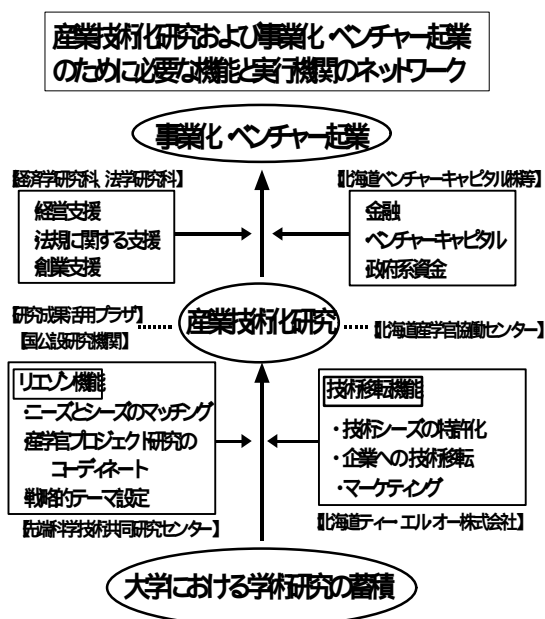 産業技術化研究および事業化・ベンチャー起業
のために必要な機能と実行機関のネットワーク
事業化・ベンチャー起業
【経済学研究科、法学研究科】
経営支援
法規に関する支援
創業支援
【北海道ベンチャーキャピタル㈱等】
金融
・ベンチャーキャピタル
政府系資金
【研究成果活用プラザ】
【国公設研究機関】
産業技術化研究
【北海道産学官協働センター】
リエゾン機能
・ニーズとシーズのマッチング
・産学官プロジェクト研究の
コーディネート
戦略的テーマ設定
【先端科学技術共同研究センター】
技術移転機能
・技術シーズの特許化
・企業への技術移転
・マーケティング
【北海道ティーエルオー株式会社】
大学における学術研究の蓄積